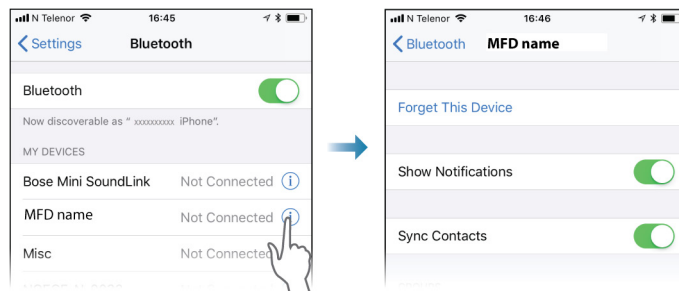 N Telenor 16:45
Settings Bluetooth
Bluetooth
Now discoverable as " xxxxxxxxxx iPhone".
MY DEVICES
Bose Mini SoundLink Not Connected
MFD name Not Connected
Misc Not Connected
N Telenor 16:46
Bluetooth MFD name
Forget This Device
Show Notifications
Sync Contacts